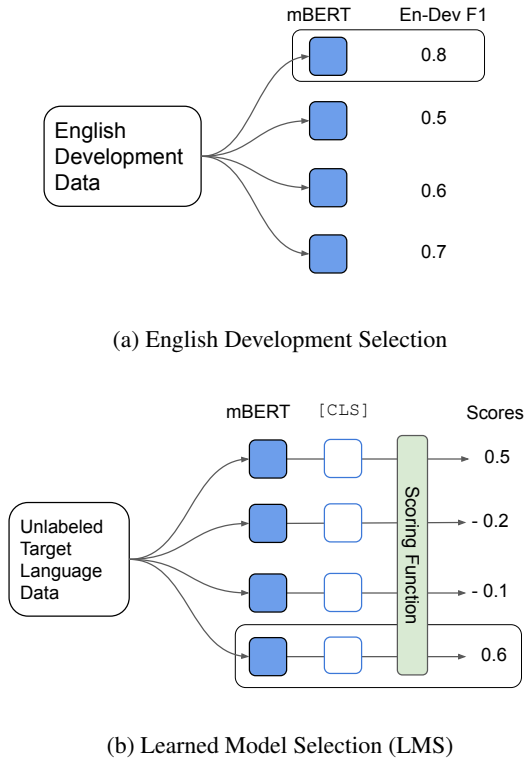 mBERT En-Dev F1
0.8
English
Development
Data
0.5
0.6
0.7
(a) English Development Selection
mBERT [CLS] Scores
0.5
Unlabeled
Target
Language
Data
Scoring Function
- 0.2
- 0.1
0.6
(b) Learned Model Selection (LMS)